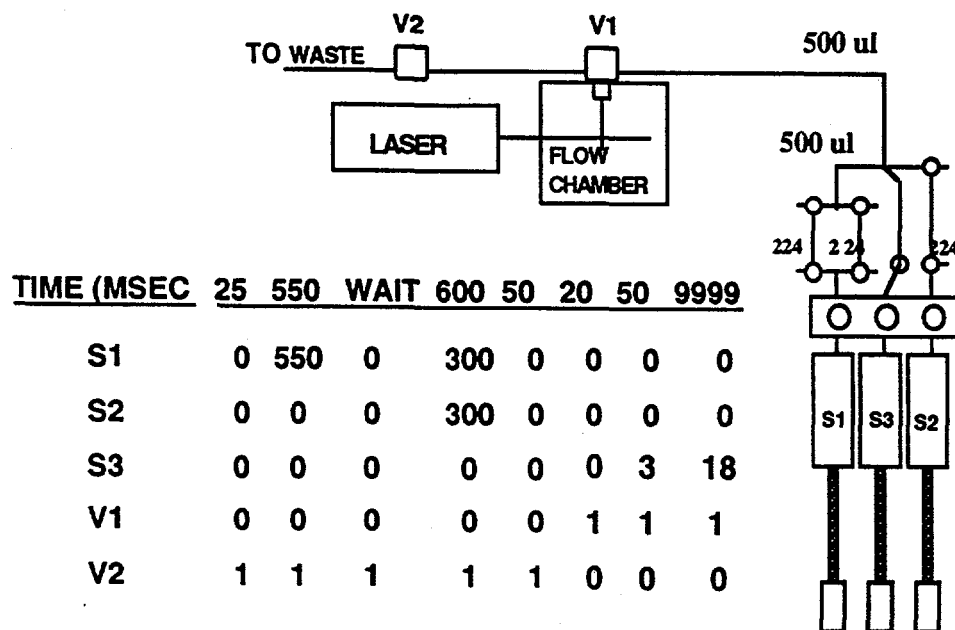 V2 V1
TO WASTE 500 ul
LASER
FLOW
CHAMBER
500 ul
224 2 24 224
TIME (MSEC 25 550 WAIT 600 50 20 50 9999
S1 0 550 0 300 0 0 0 0
S2 0 0 0 300 0 0 0 0
S3 0 0 0 0 0 0 3 18
V1 0 0 0 0 0 1 1 1
V2 1 1 1 1 1 0 0 0
S1 S3 S2